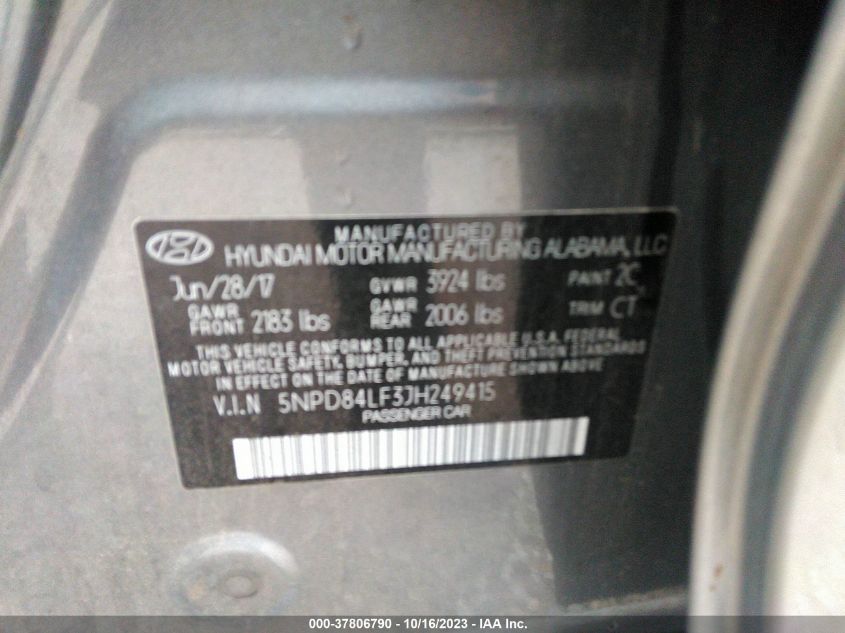 MANUFACTURED BY
HYUNDAI MOTOR MANUFACTURING ALABAMA, LLC
Jun/28/17 GVWR 3924 lbs PAINT 2C
GAWR FRONT 2183 lbs GAWR REAR 2006 lbs TRIM CT
THIS VEHICLE CONFORMS TO ALL APPLICABLE U.S.A. FEDERAL
MOTOR VEHICLE SAFETY, BUMPER, AND THEFT PREVENTION STANDARDS
IN EFFECT ON THE DATE OF MANUFACTURE SHOWN ABOVE.
V.I.N 5NPD84LF3JH249415
PASSENGER CAR
000-37806790 - 10/16/2023 - IAA Inc.